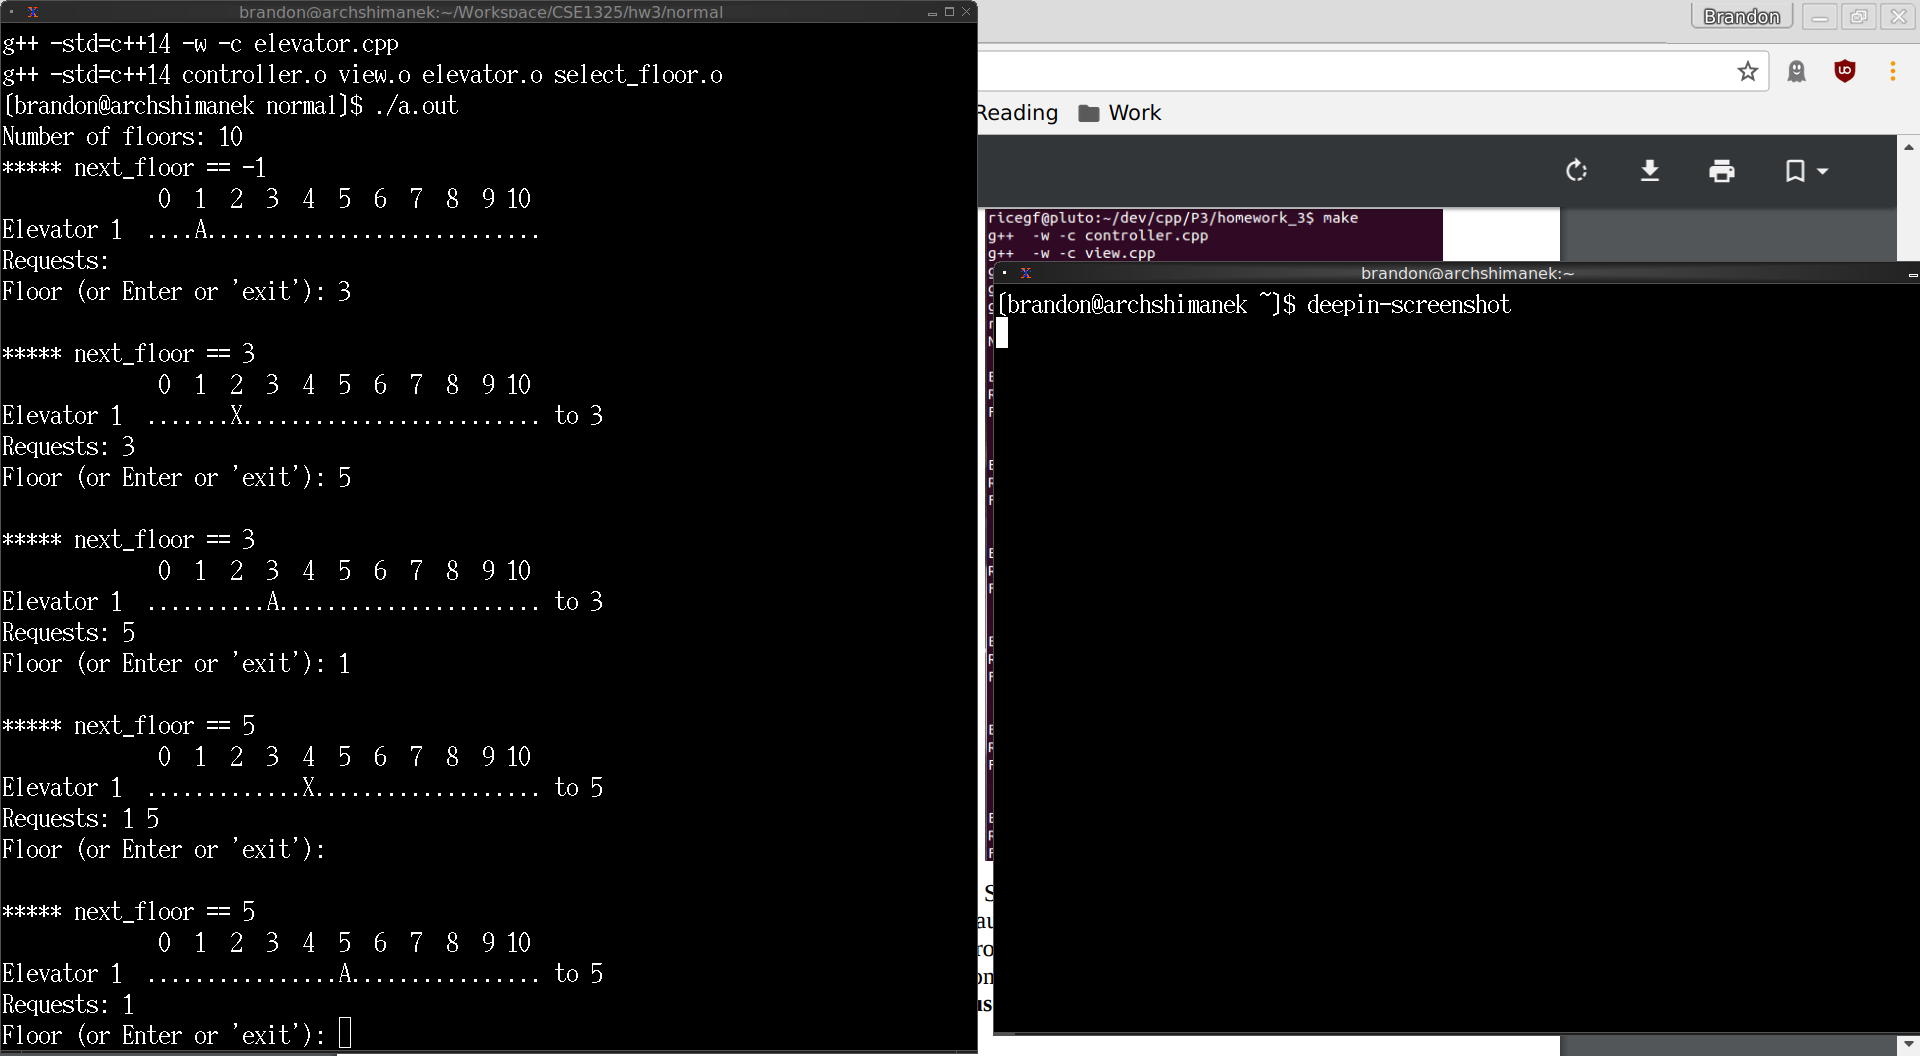 brandon@archshimanek:~/Workspace/CSE1325/hw3/normal
g++ -std=c++14 -w -c elevator.cpp
g++ -std=c++14 controller.o view.o elevator.o select_floor.o
[brandon@archshimanek normal]$ ./a.out
Number of floors: 10
***** next_floor == -1
0 1 2 3 4 5 6 7 8 9 10
Elevator 1 ....A...........................
Requests:
Floor (or Enter or 'exit'): 3
***** next_floor == 3
0 1 2 3 4 5 6 7 8 9 10
Elevator 1 .......X......................... to 3
Requests: 3
Floor (or Enter or 'exit'): 5
***** next_floor == 3
0 1 2 3 4 5 6 7 8 9 10
Elevator 1 ..........A...................... to 3
Requests: 5
Floor (or Enter or 'exit'): 1
***** next_floor == 5
0 1 2 3 4 5 6 7 8 9 10
Elevator 1 .............X................... to 5
Requests: 1 5
Floor (or Enter or 'exit'):
***** next_floor == 5
0 1 2 3 4 5 6 7 8 9 10
Elevator 1 ................A................ to 5
Requests: 1
Floor (or Enter or 'exit'):
Brandon
Reading Work
ricegf@pluto:~/dev/cpp/P3/homework_3$ make
g++ -w -c controller.cpp
g++ -w -c view.cpp
brandon@archshimanek:~
[brandon@archshimanek ~]$ deepin-screenshot